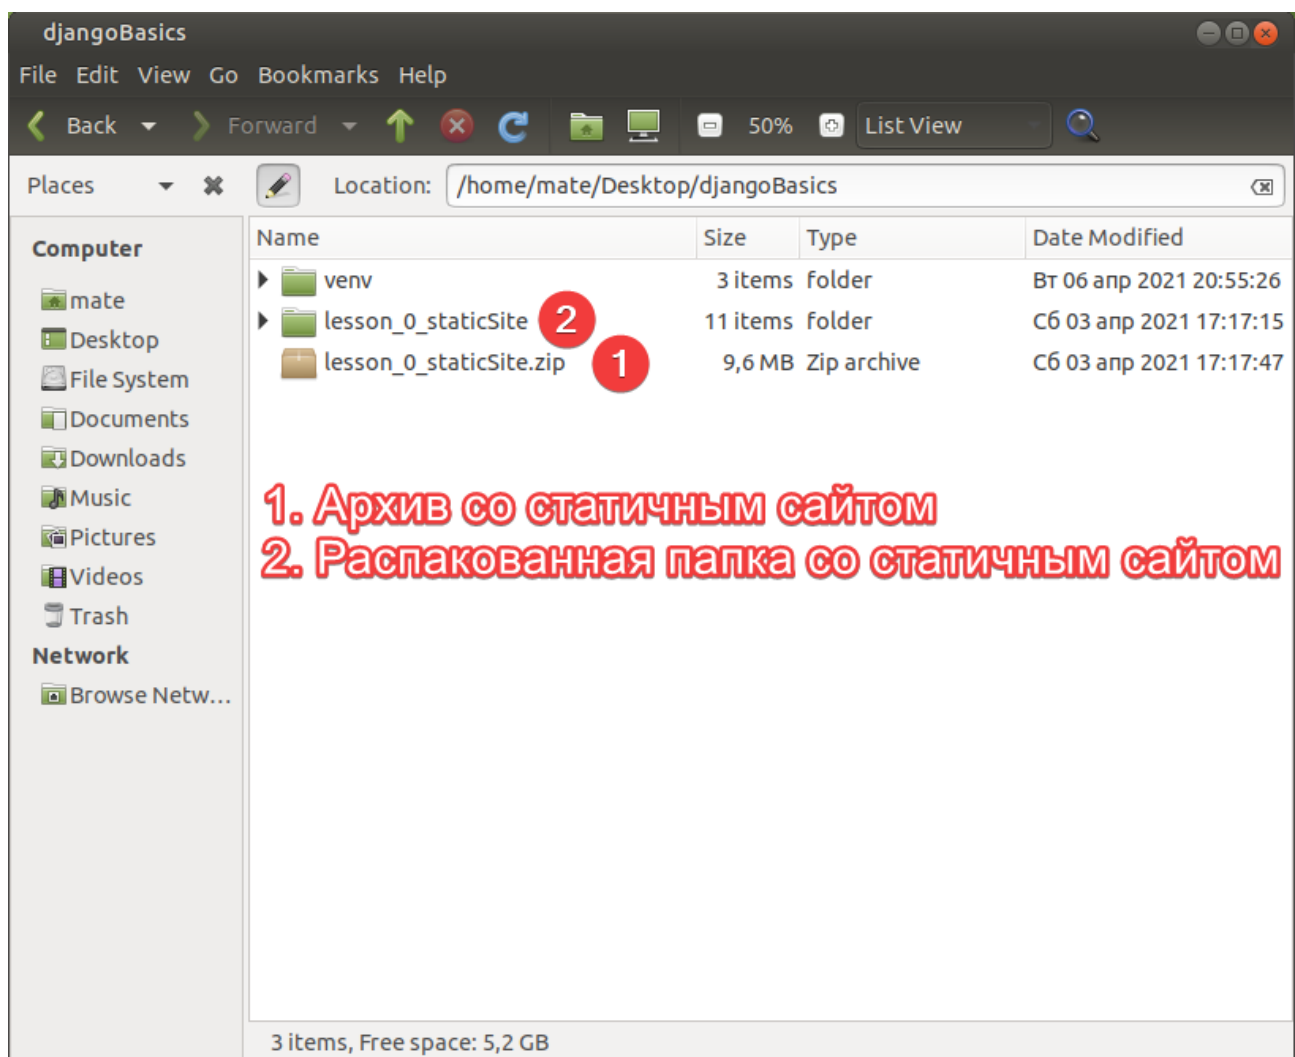 djangoBasics
File Edit View Go Bookmarks Help
Back Forward 50% List View
Places Location: /home/mate/Desktop/djangoBasics
Computer
mate
Desktop
File System
Documents
Downloads
Music
Pictures
Videos
Trash
Network
Browse Netw...
Name Size Type Date Modified
venv 3 items folder Вт 06 апр 2021 20:55:26
lesson_0_staticSite 2 11 items folder Сб 03 апр 2021 17:17:15
lesson_0_staticSite.zip 1 9,6 MB Zip archive Сб 03 апр 2021 17:17:47
1. Архив со статичным сайтом
2. Распакованная папка со статичным сайтом
3 items, Free space: 5,2 GB